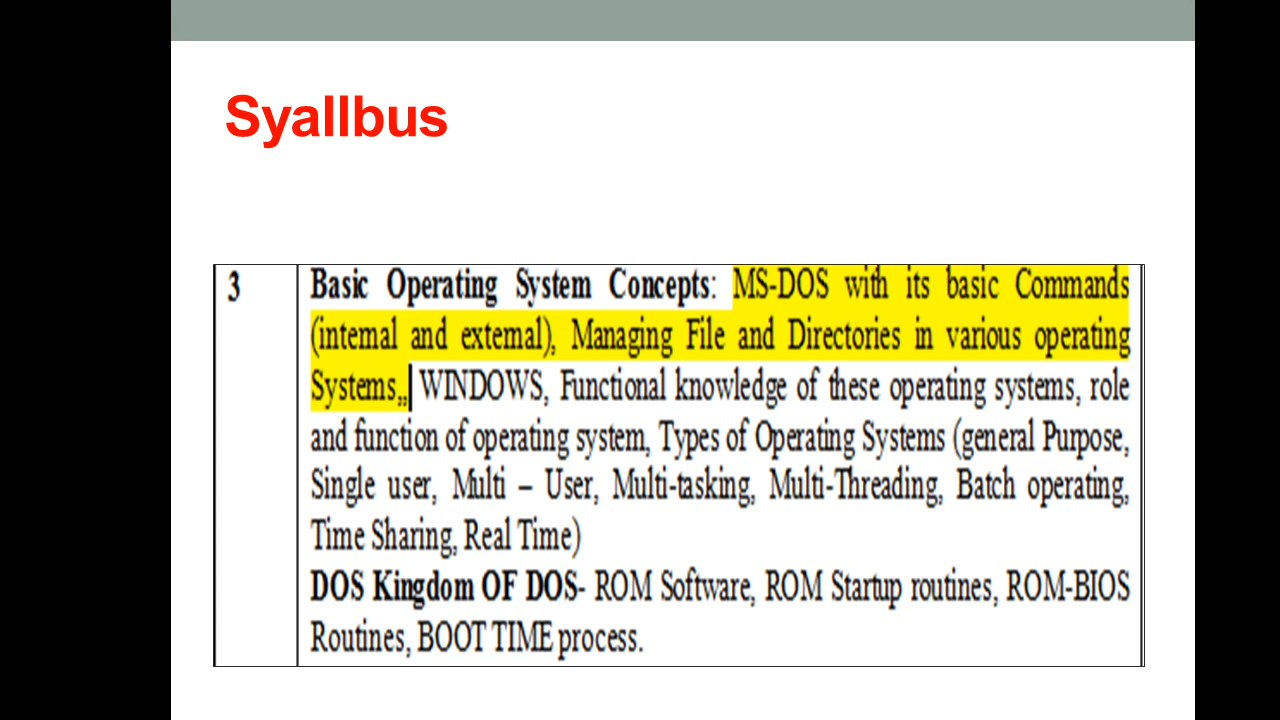 Syallbus
3
Basic Operating System Concepts: MS-DOS with its basic Commands
(internal and external), Managing File and Directories in various operating
Systems,, WINDOWS, Functional knowledge of these operating systems, role
and function of operating system, Types of Operating Systems (general Purpose,
Single user, Multi – User, Multi-tasking, Multi-Threading, Batch operating,
Time Sharing, Real Time)
DOS Kingdom OF DOS- ROM Software, ROM Startup routines, ROM-BIOS
Routines, BOOT TIME process.